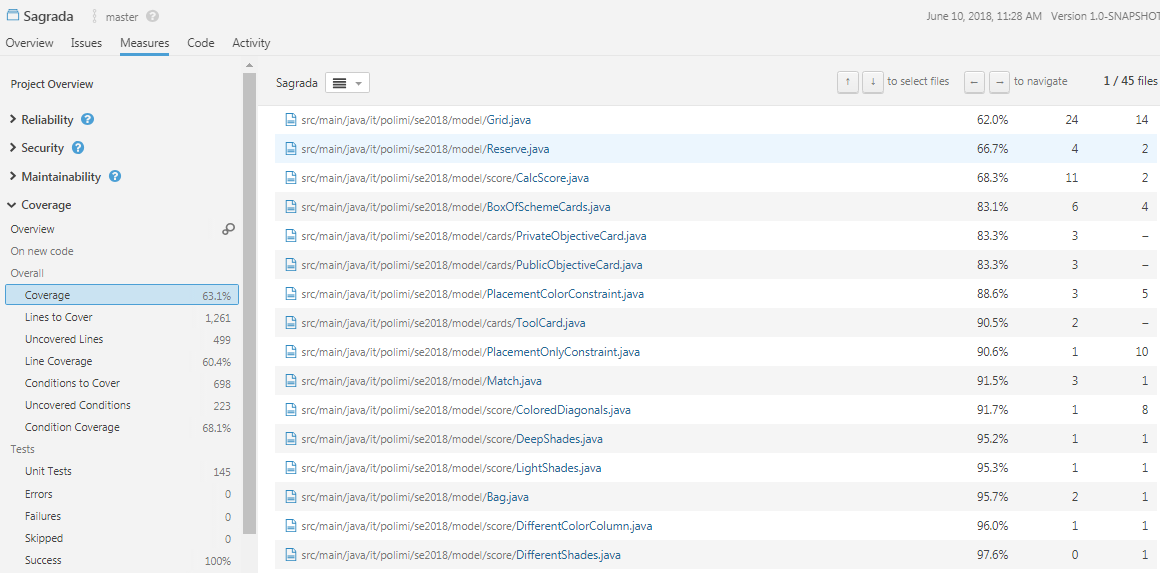 Sagrada master ? June 10, 2018, 11:28 AM Version 1.0-SNAPSHOT
Overview Issues Measures Code Activity
Project Overview
Reliability ?
Security ?
Maintainability ?
Coverage
Overview
On new code
Overall
Coverage 63.1%
Lines to Cover 1,261
Uncovered Lines 499
Line Coverage 60.4%
Conditions to Cover 698
Uncovered Conditions 223
Condition Coverage 68.1%
Tests
Unit Tests 145
Errors 0
Failures 0
Skipped 0
Success 100%
Sagrada ↑ ↓ to select files ← → to navigate 1 / 45 files
src/main/java/it/polimi/se2018/model/Grid.java 62.0% 24 14
src/main/java/it/polimi/se2018/model/Reserve.java 66.7% 4 2
src/main/java/it/polimi/se2018/model/score/CalcScore.java 68.3% 11 2
src/main/java/it/polimi/se2018/model/BoxOfSchemeCards.java 83.1% 6 4
src/main/java/it/polimi/se2018/model/cards/PrivateObjectiveCard.java 83.3% 3 –
src/main/java/it/polimi/se2018/model/cards/PublicObjectiveCard.java 83.3% 3 –
src/main/java/it/polimi/se2018/model/PlacementColorConstraint.java 88.6% 3 5
src/main/java/it/polimi/se2018/model/cards/ToolCard.java 90.5% 2 –
src/main/java/it/polimi/se2018/model/PlacementOnlyConstraint.java 90.6% 1 10
src/main/java/it/polimi/se2018/model/Match.java 91.5% 3 1
src/main/java/it/polimi/se2018/model/score/ColoredDiagonals.java 91.7% 1 8
src/main/java/it/polimi/se2018/model/score/DeepShades.java 95.2% 1 1
src/main/java/it/polimi/se2018/model/score/LightShades.java 95.3% 1 1
src/main/java/it/polimi/se2018/model/Bag.java 95.7% 2 1
src/main/java/it/polimi/se2018/model/score/DifferentColorColumn.java 96.0% 1 1
src/main/java/it/polimi/se2018/model/score/DifferentShades.java 97.6% 0 1